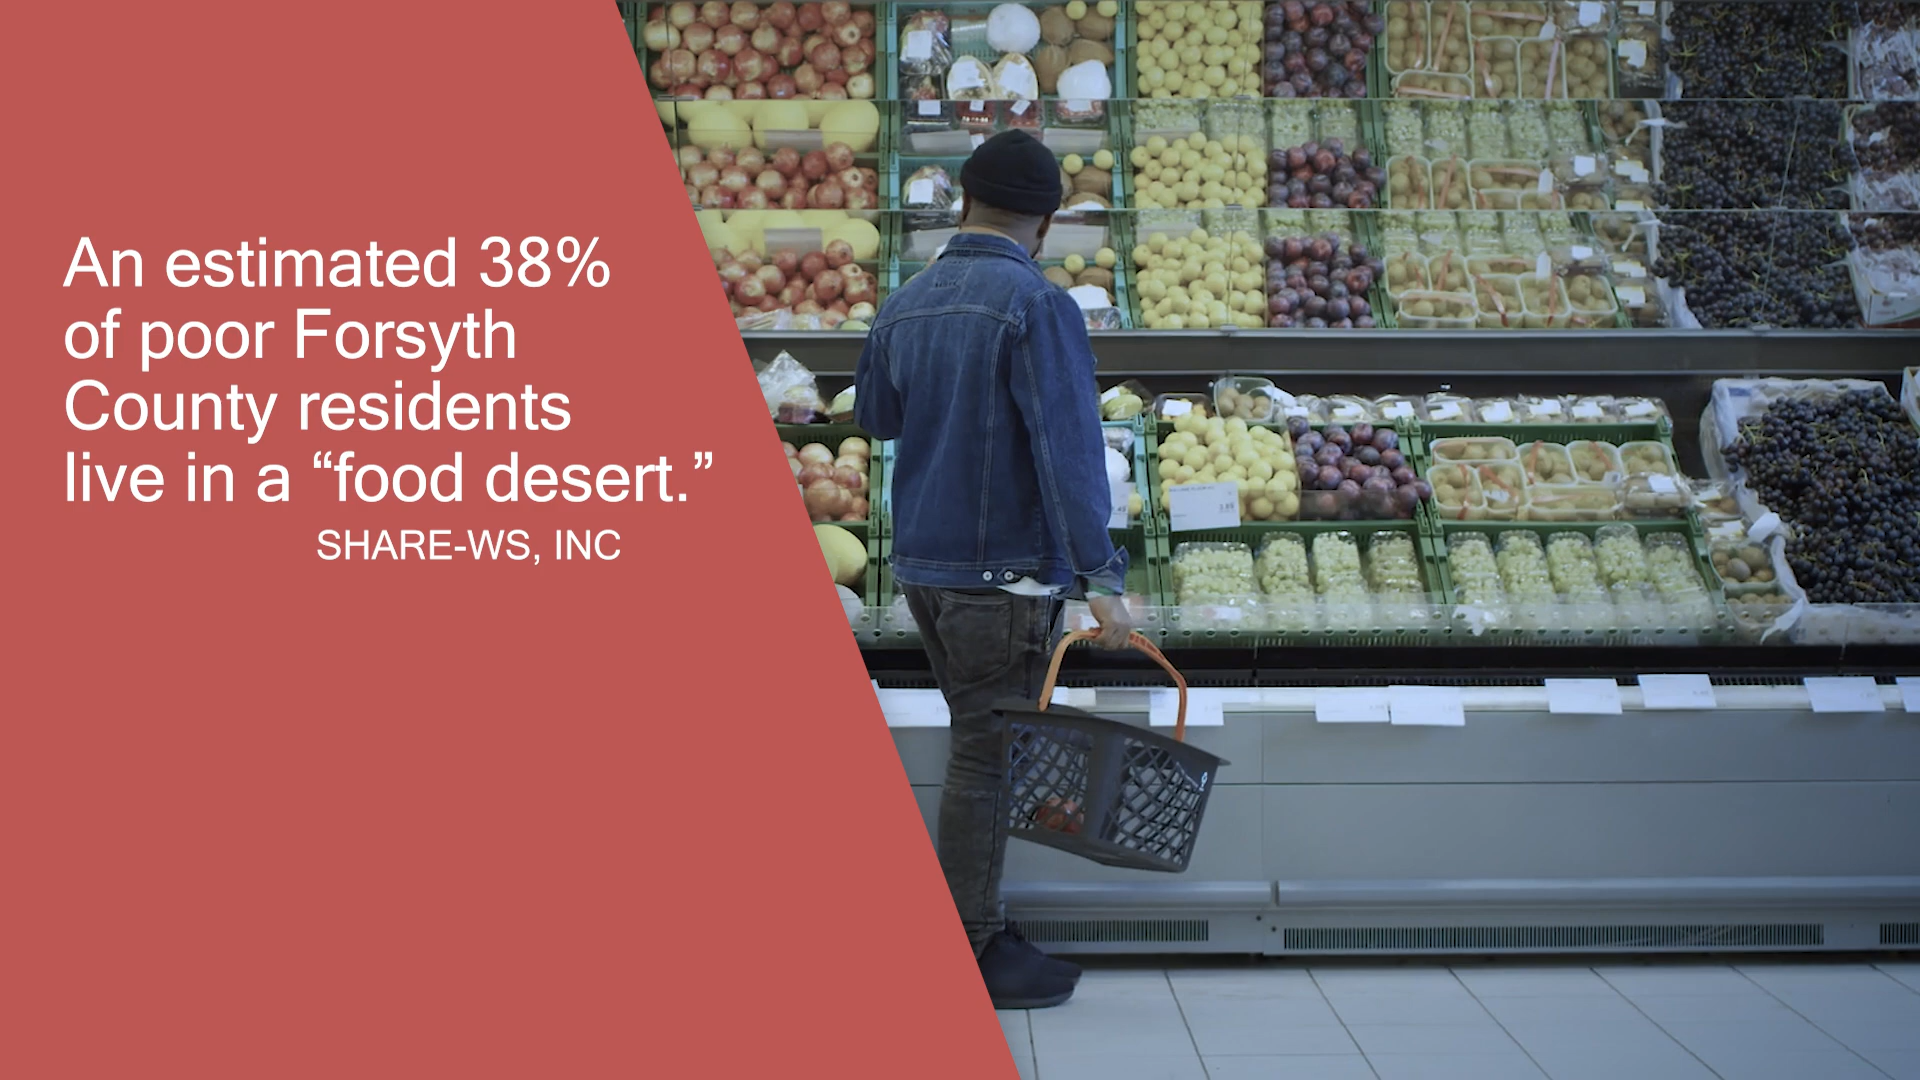 An estimated 38%
of poor Forsyth
County residents
live in a “food desert.”
SHARE-WS, INC